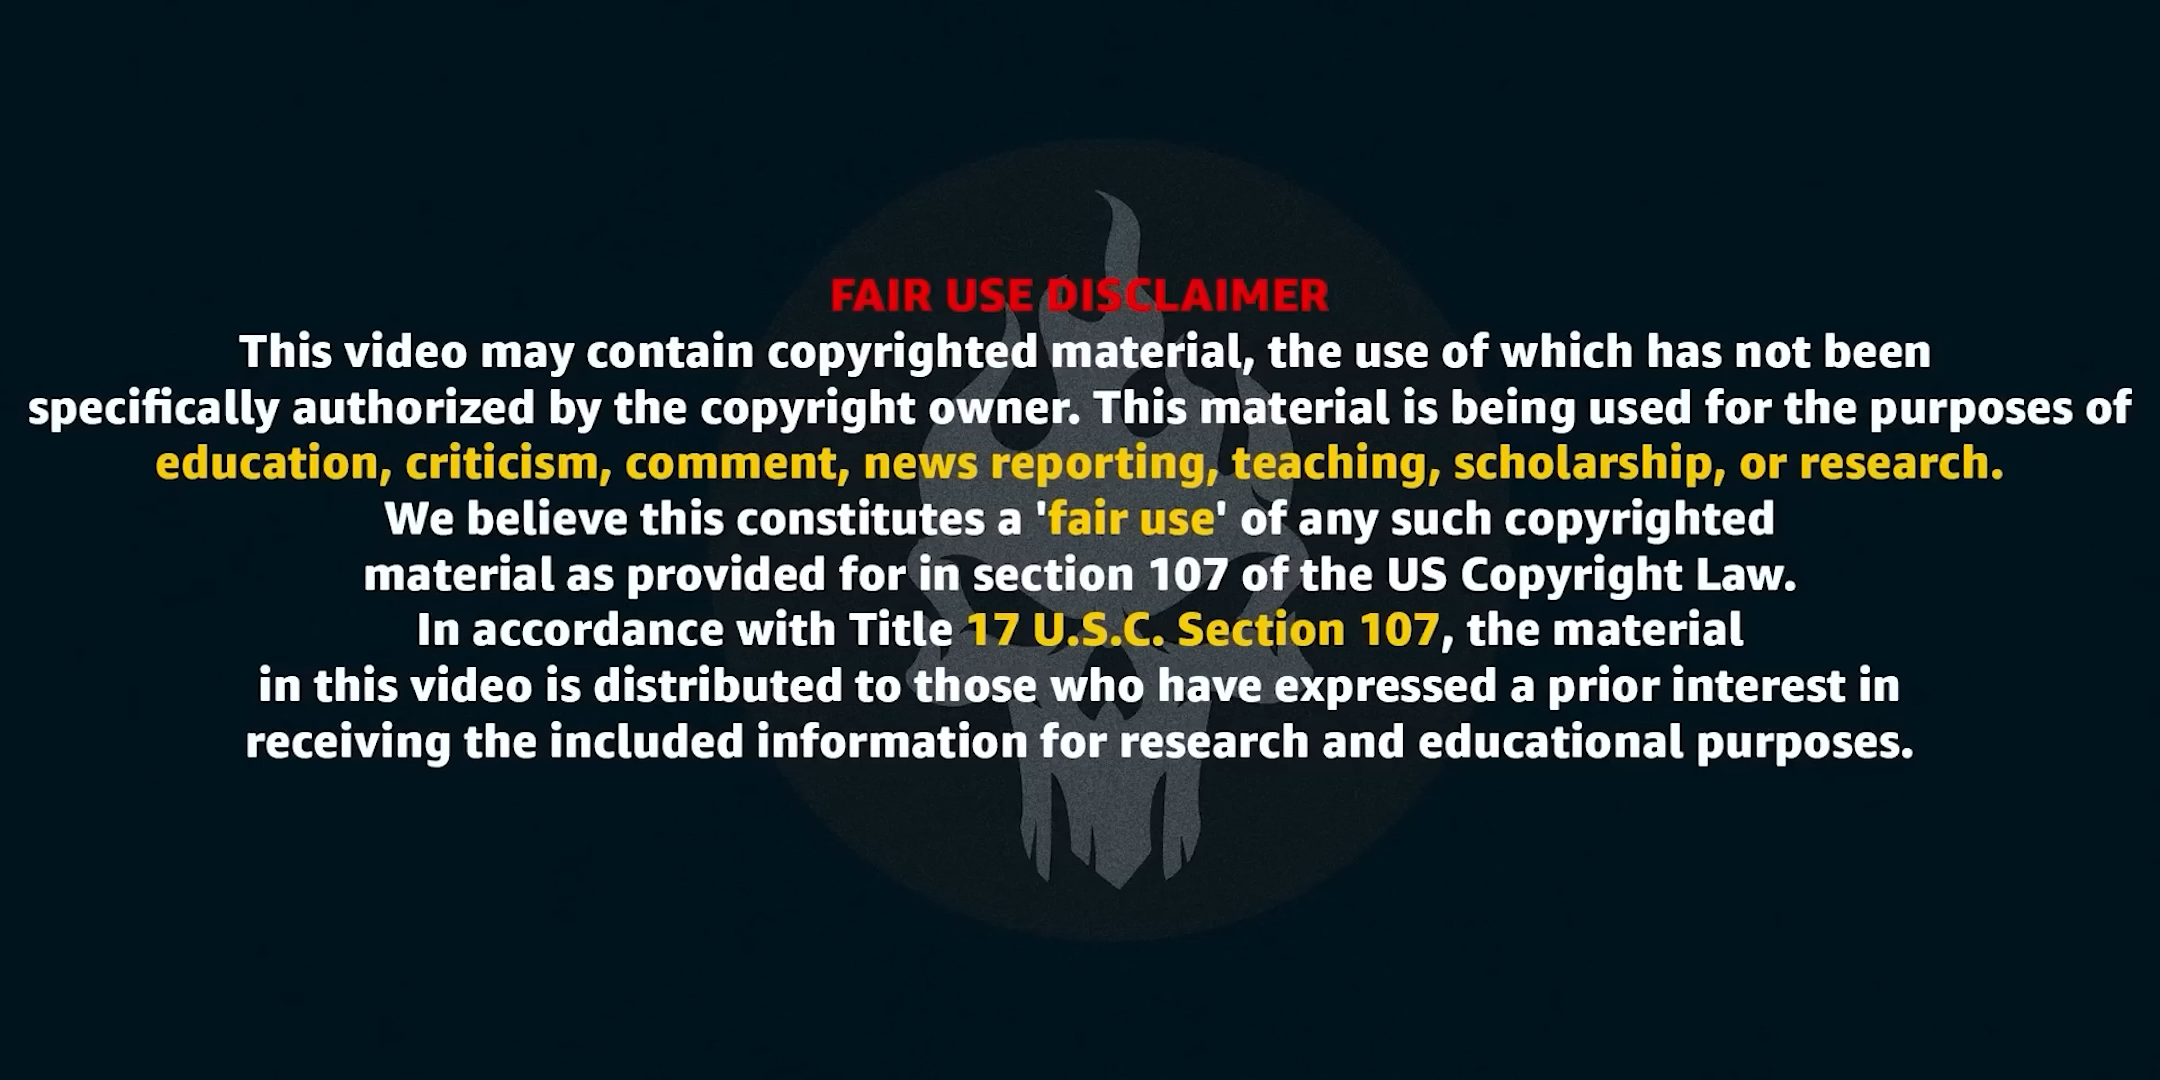 FAIR USE DISCLAIMER
This video may contain copyrighted material, the use of which has not been
specifically authorized by the copyright owner. This material is being used for the purposes of
education, criticism, comment, news reporting, teaching, scholarship, or research.
We believe this constitutes a 'fair use' of any such copyrighted
material as provided for in section 107 of the US Copyright Law.
In accordance with Title 17 U.S.C. Section 107, the material
in this video is distributed to those who have expressed a prior interest in
receiving the included information for research and educational purposes.